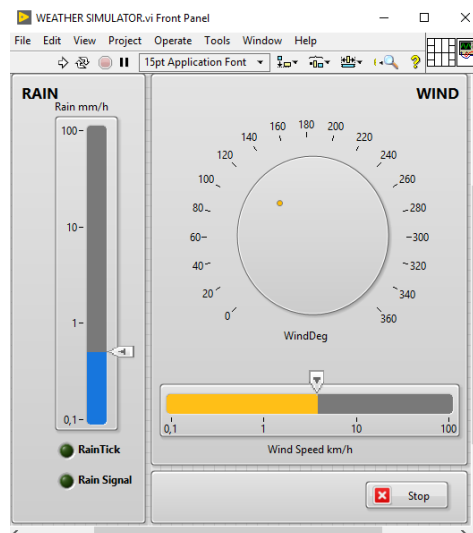 WEATHER SIMULATOR.vi Front Panel
File Edit View Project Operate Tools Window Help
15pt Application Font
RAIN
Rain mm/h
100
10
1
0,1
RainTick
Rain Signal
WIND
0
20
40
60
80
100
120
140
160
180
200
220
240
260
280
300
320
340
360
WindDeg
0,1 1 10 100
Wind Speed km/h
Stop